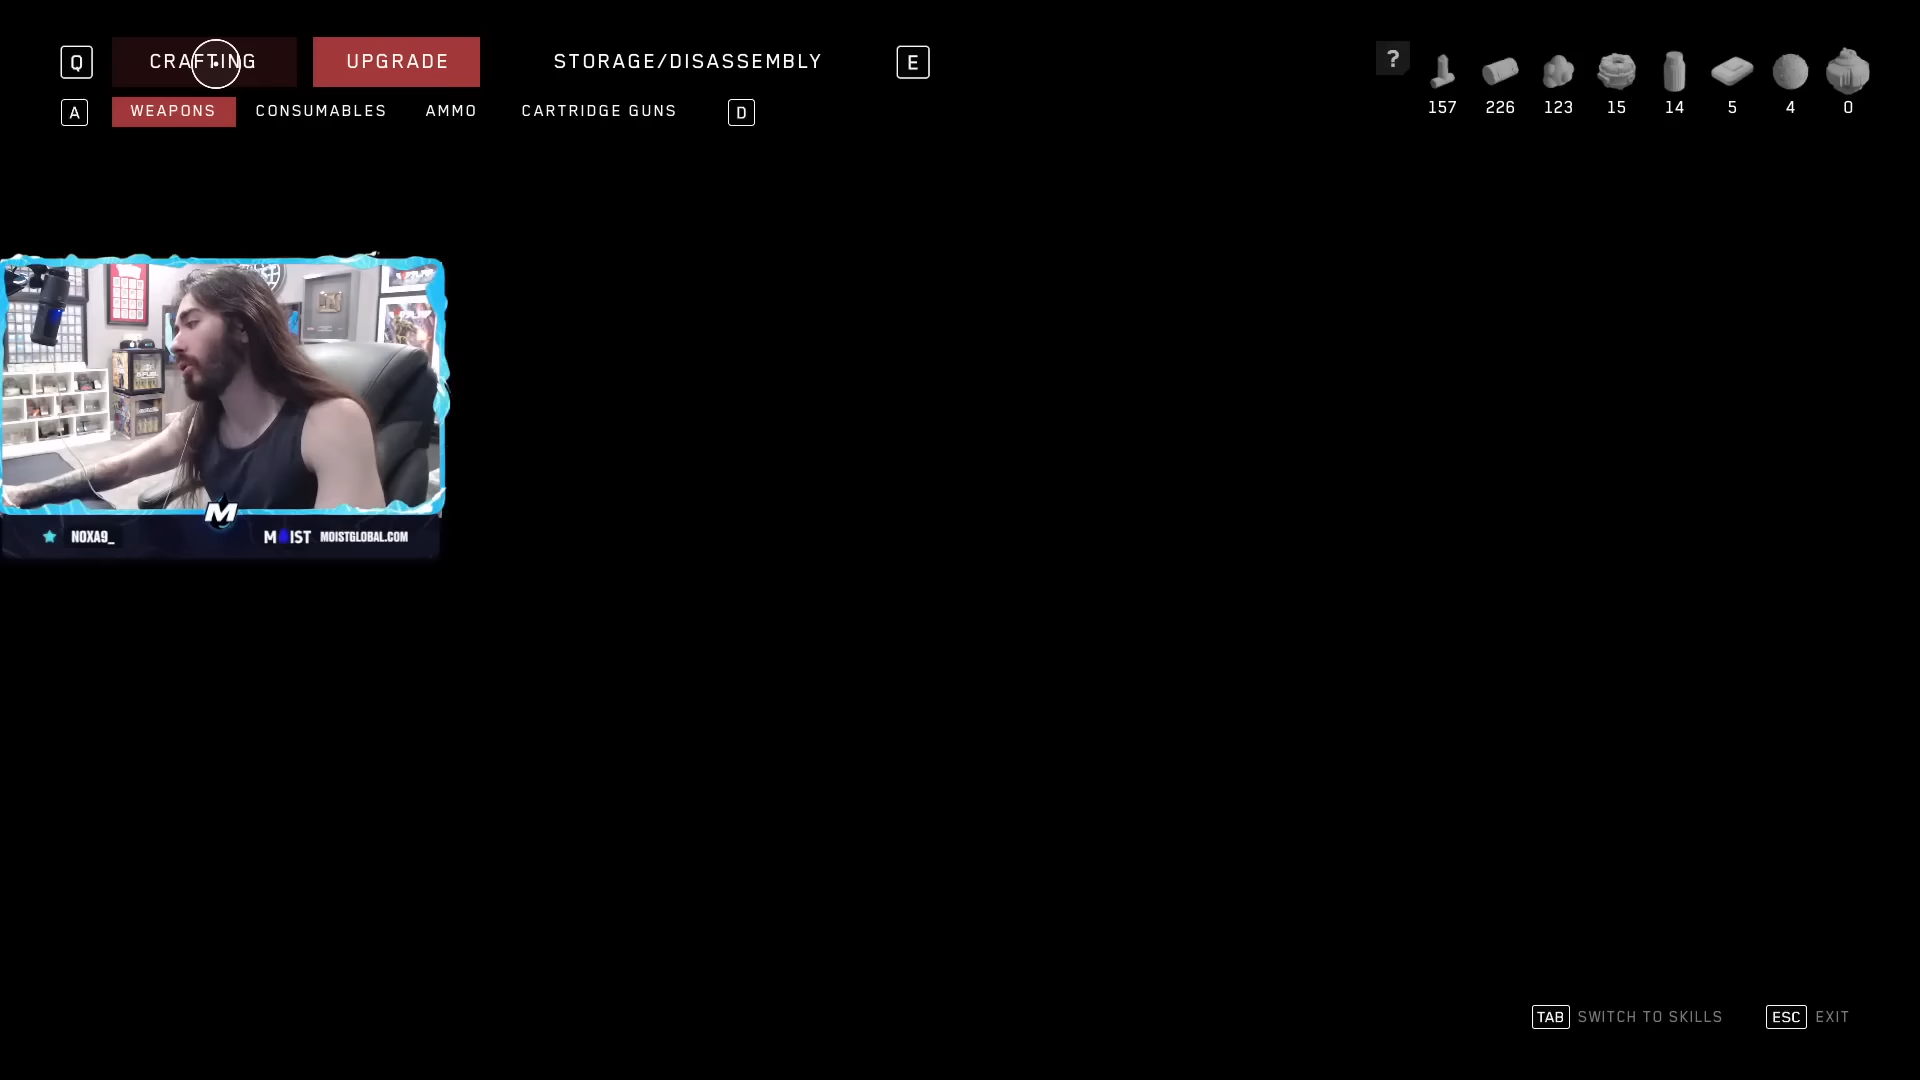 Q CRAFTING UPGRADE STORAGE/DISASSEMBLY E
A WEAPONS CONSUMABLES AMMO CARTRIDGE GUNS D
? 157 226 123 15 14 5 4 0
M
NOXA9_ MOIST MOISTGLOBAL.COM
TAB SWITCH TO SKILLS ESC EXIT